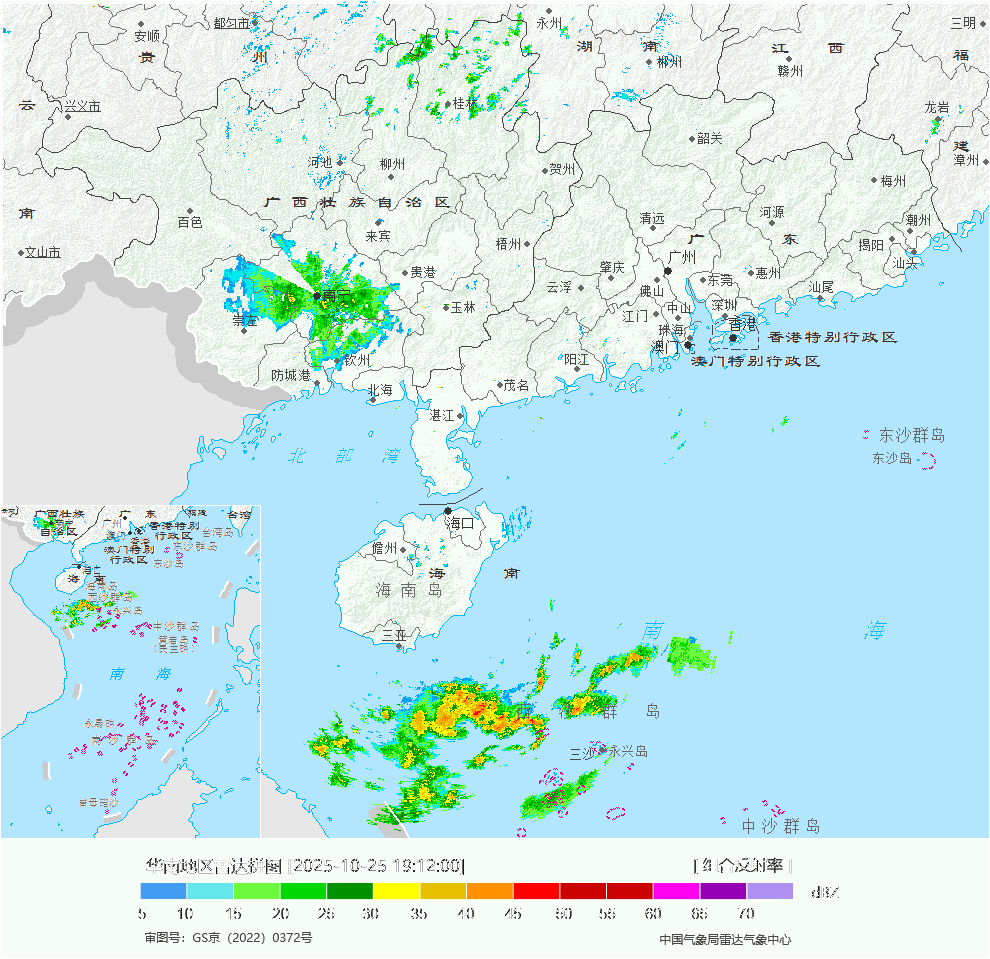 安顺
贵
都匀市
州
永州
湖
南
郴州
江
西
赣州
三明
福
云
兴义市
桂林
龙岩
韶关
建
漳州
河池
柳州
贺州
梅州
广西壮族自治区
南
百色
来宾
清远
河源
潮州
文山市
梧州
广
东
揭阳
汕头
贵港
肇庆
广州
惠州
南宁
云浮
东莞
佛山
汕尾
崇左
玉林
江门
中山
深圳
珠海
香港
香港特别行政区
钦州
阳江
澳门
澳门特别行政区
防城港
北海
茂名
湛江
东沙群岛
北部湾
东沙岛
海口
儋州
海
南
海南岛
三亚
南
海
西沙群岛
三沙
永兴岛
中沙群岛
广西壮族
自治区
广
东
福建
台湾
广州
香港特别
行政区
台湾岛
澳门特别
行政区
东沙群岛
东沙岛
海口
海
南
海南岛
西沙群岛
永兴岛
中沙群岛
黄岩岛
(民主礁)
南
海
永暑礁
南沙群岛
曾母暗沙
华南地区雷达拼图 [2025-10-25 19:12:00]
[ 组合反射率 ]
dBZ
5 10 15 20 25 30 35 40 45 50 55 60 65 70
审图号：GS京（2022）0372号
中国气象局雷达气象中心